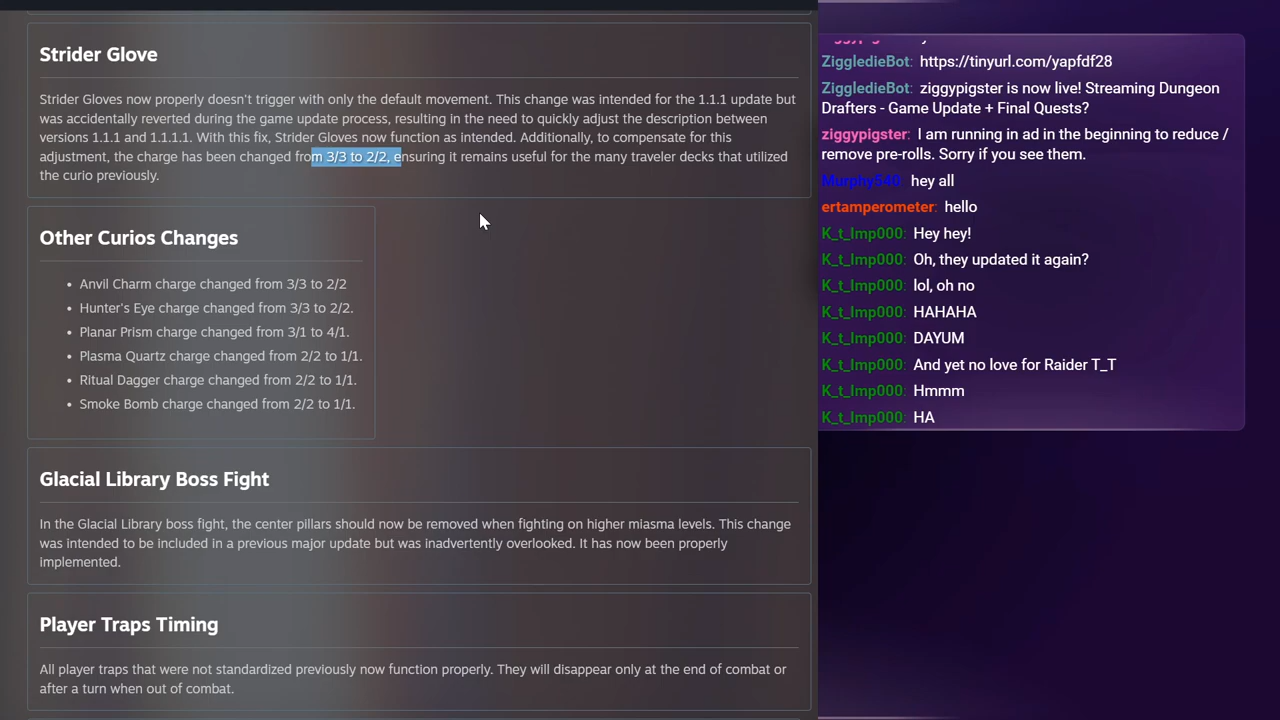 Strider Glove
Strider Gloves now properly doesn't trigger with only the default movement. This change was intended for the 1.1.1 update but
was accidentally reverted during the game update process, resulting in the need to quickly adjust the description between
versions 1.1.1 and 1.1.1.1. With this fix, Strider Gloves now function as intended. Additionally, to compensate for this
adjustment, the charge has been changed from 3/3 to 2/2, ensuring it remains useful for the many traveler decks that utilized
the curio previously.
Other Curios Changes
• Anvil Charm charge changed from 3/3 to 2/2
• Hunter's Eye charge changed from 3/3 to 2/2.
• Planar Prism charge changed from 3/1 to 4/1.
• Plasma Quartz charge changed from 2/2 to 1/1.
• Ritual Dagger charge changed from 2/2 to 1/1.
• Smoke Bomb charge changed from 2/2 to 1/1.
Glacial Library Boss Fight
In the Glacial Library boss fight, the center pillars should now be removed when fighting on higher miasma levels. This change
was intended to be included in a previous major update but was inadvertently overlooked. It has now been properly
implemented.
Player Traps Timing
All player traps that were not standardized previously now function properly. They will disappear only at the end of combat or
after a turn when out of combat.
ZiggledieBot: https://tinyurl.com/yapfdf28
ZiggledieBot: ziggypigster is now live! Streaming Dungeon
Drafters - Game Update + Final Quests?
ziggypigster: I am running in ad in the beginning to reduce /
remove pre-rolls. Sorry if you see them.
Murphy540: hey all
ertamperometer: hello
K_t_Imp000: Hey hey!
K_t_Imp000: Oh, they updated it again?
K_t_Imp000: lol, oh no
K_t_Imp000: HAHAHA
K_t_Imp000: DAYUM
K_t_Imp000: And yet no love for Raider T_T
K_t_Imp000: Hmmm
K_t_Imp000: HA